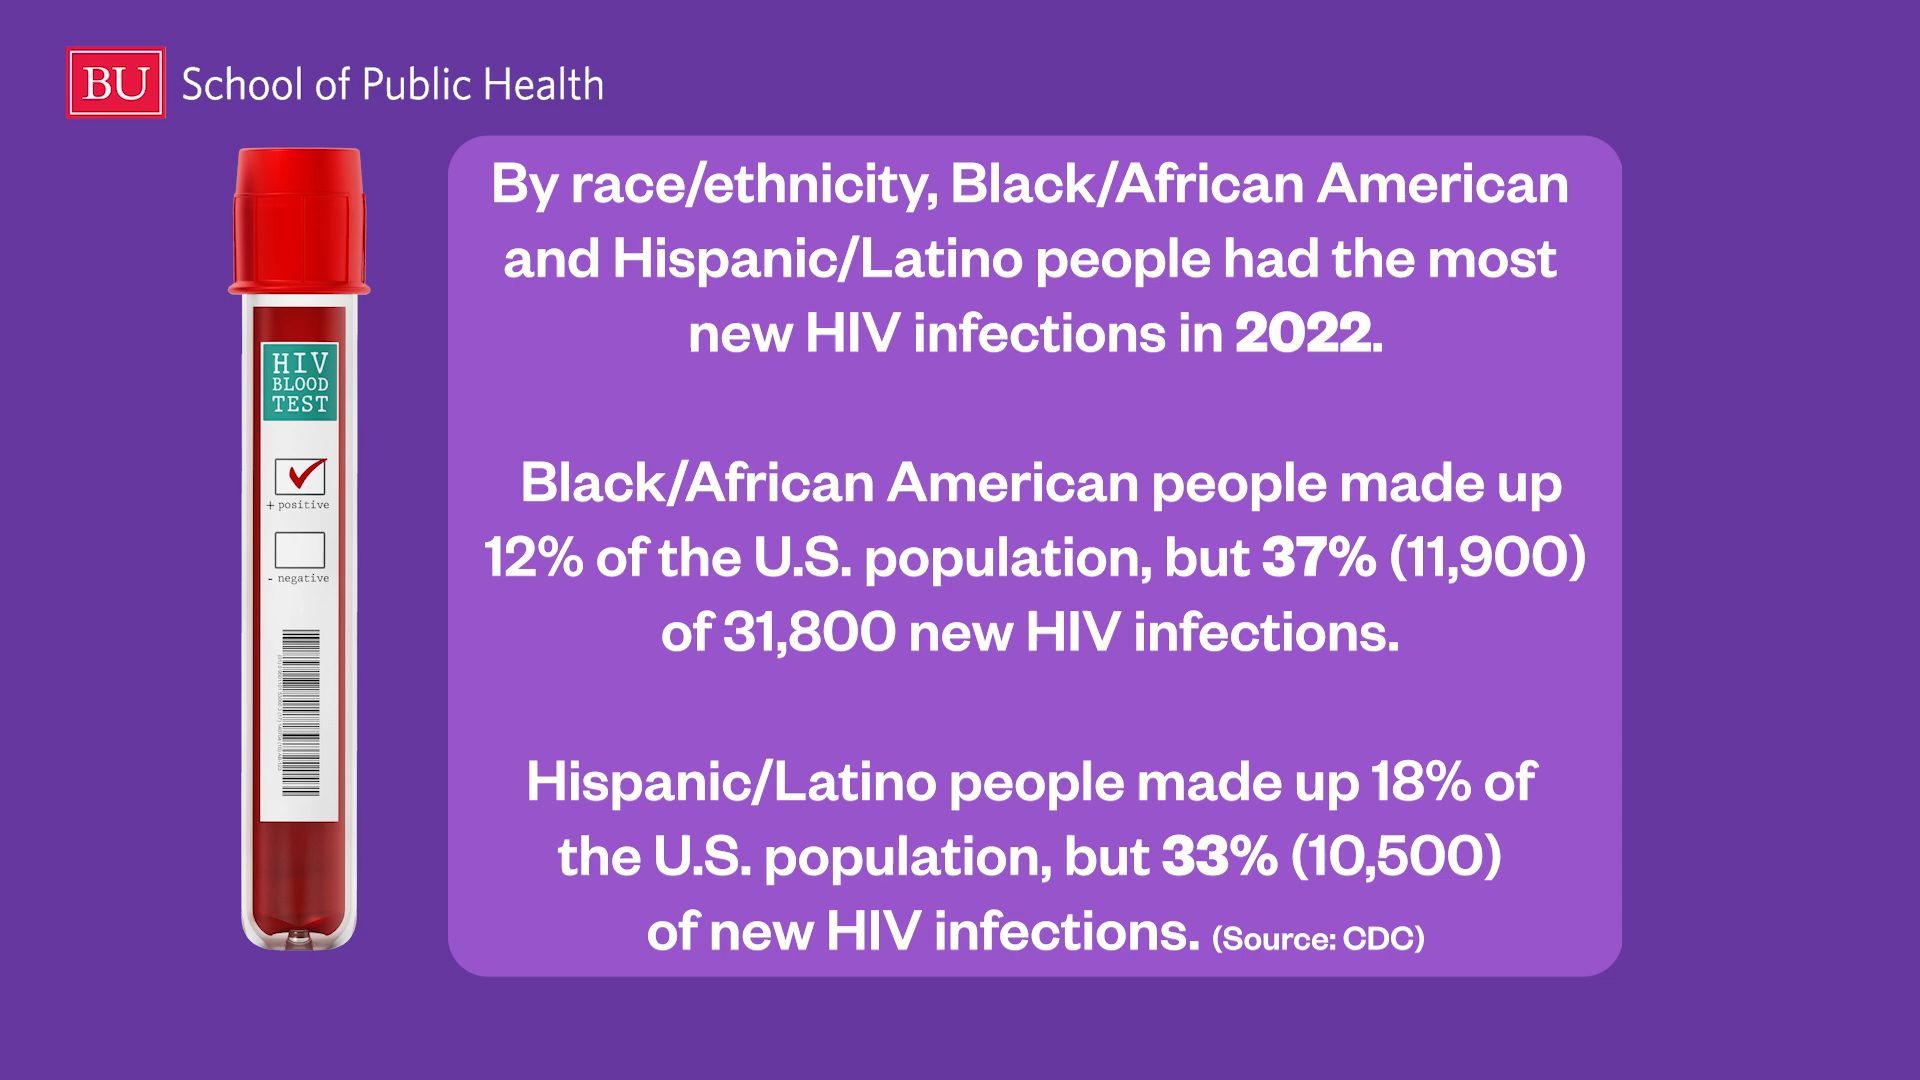 BU School of Public Health
By race/ethnicity, Black/African American
and Hispanic/Latino people had the most
new HIV infections in 2022.
Black/African American people made up
12% of the U.S. population, but 37% (11,900)
of 31,800 new HIV infections.
Hispanic/Latino people made up 18% of
the U.S. population, but 33% (10,500)
of new HIV infections. (Source: CDC)
HIV
BLOOD
TEST
+ positive
- negative